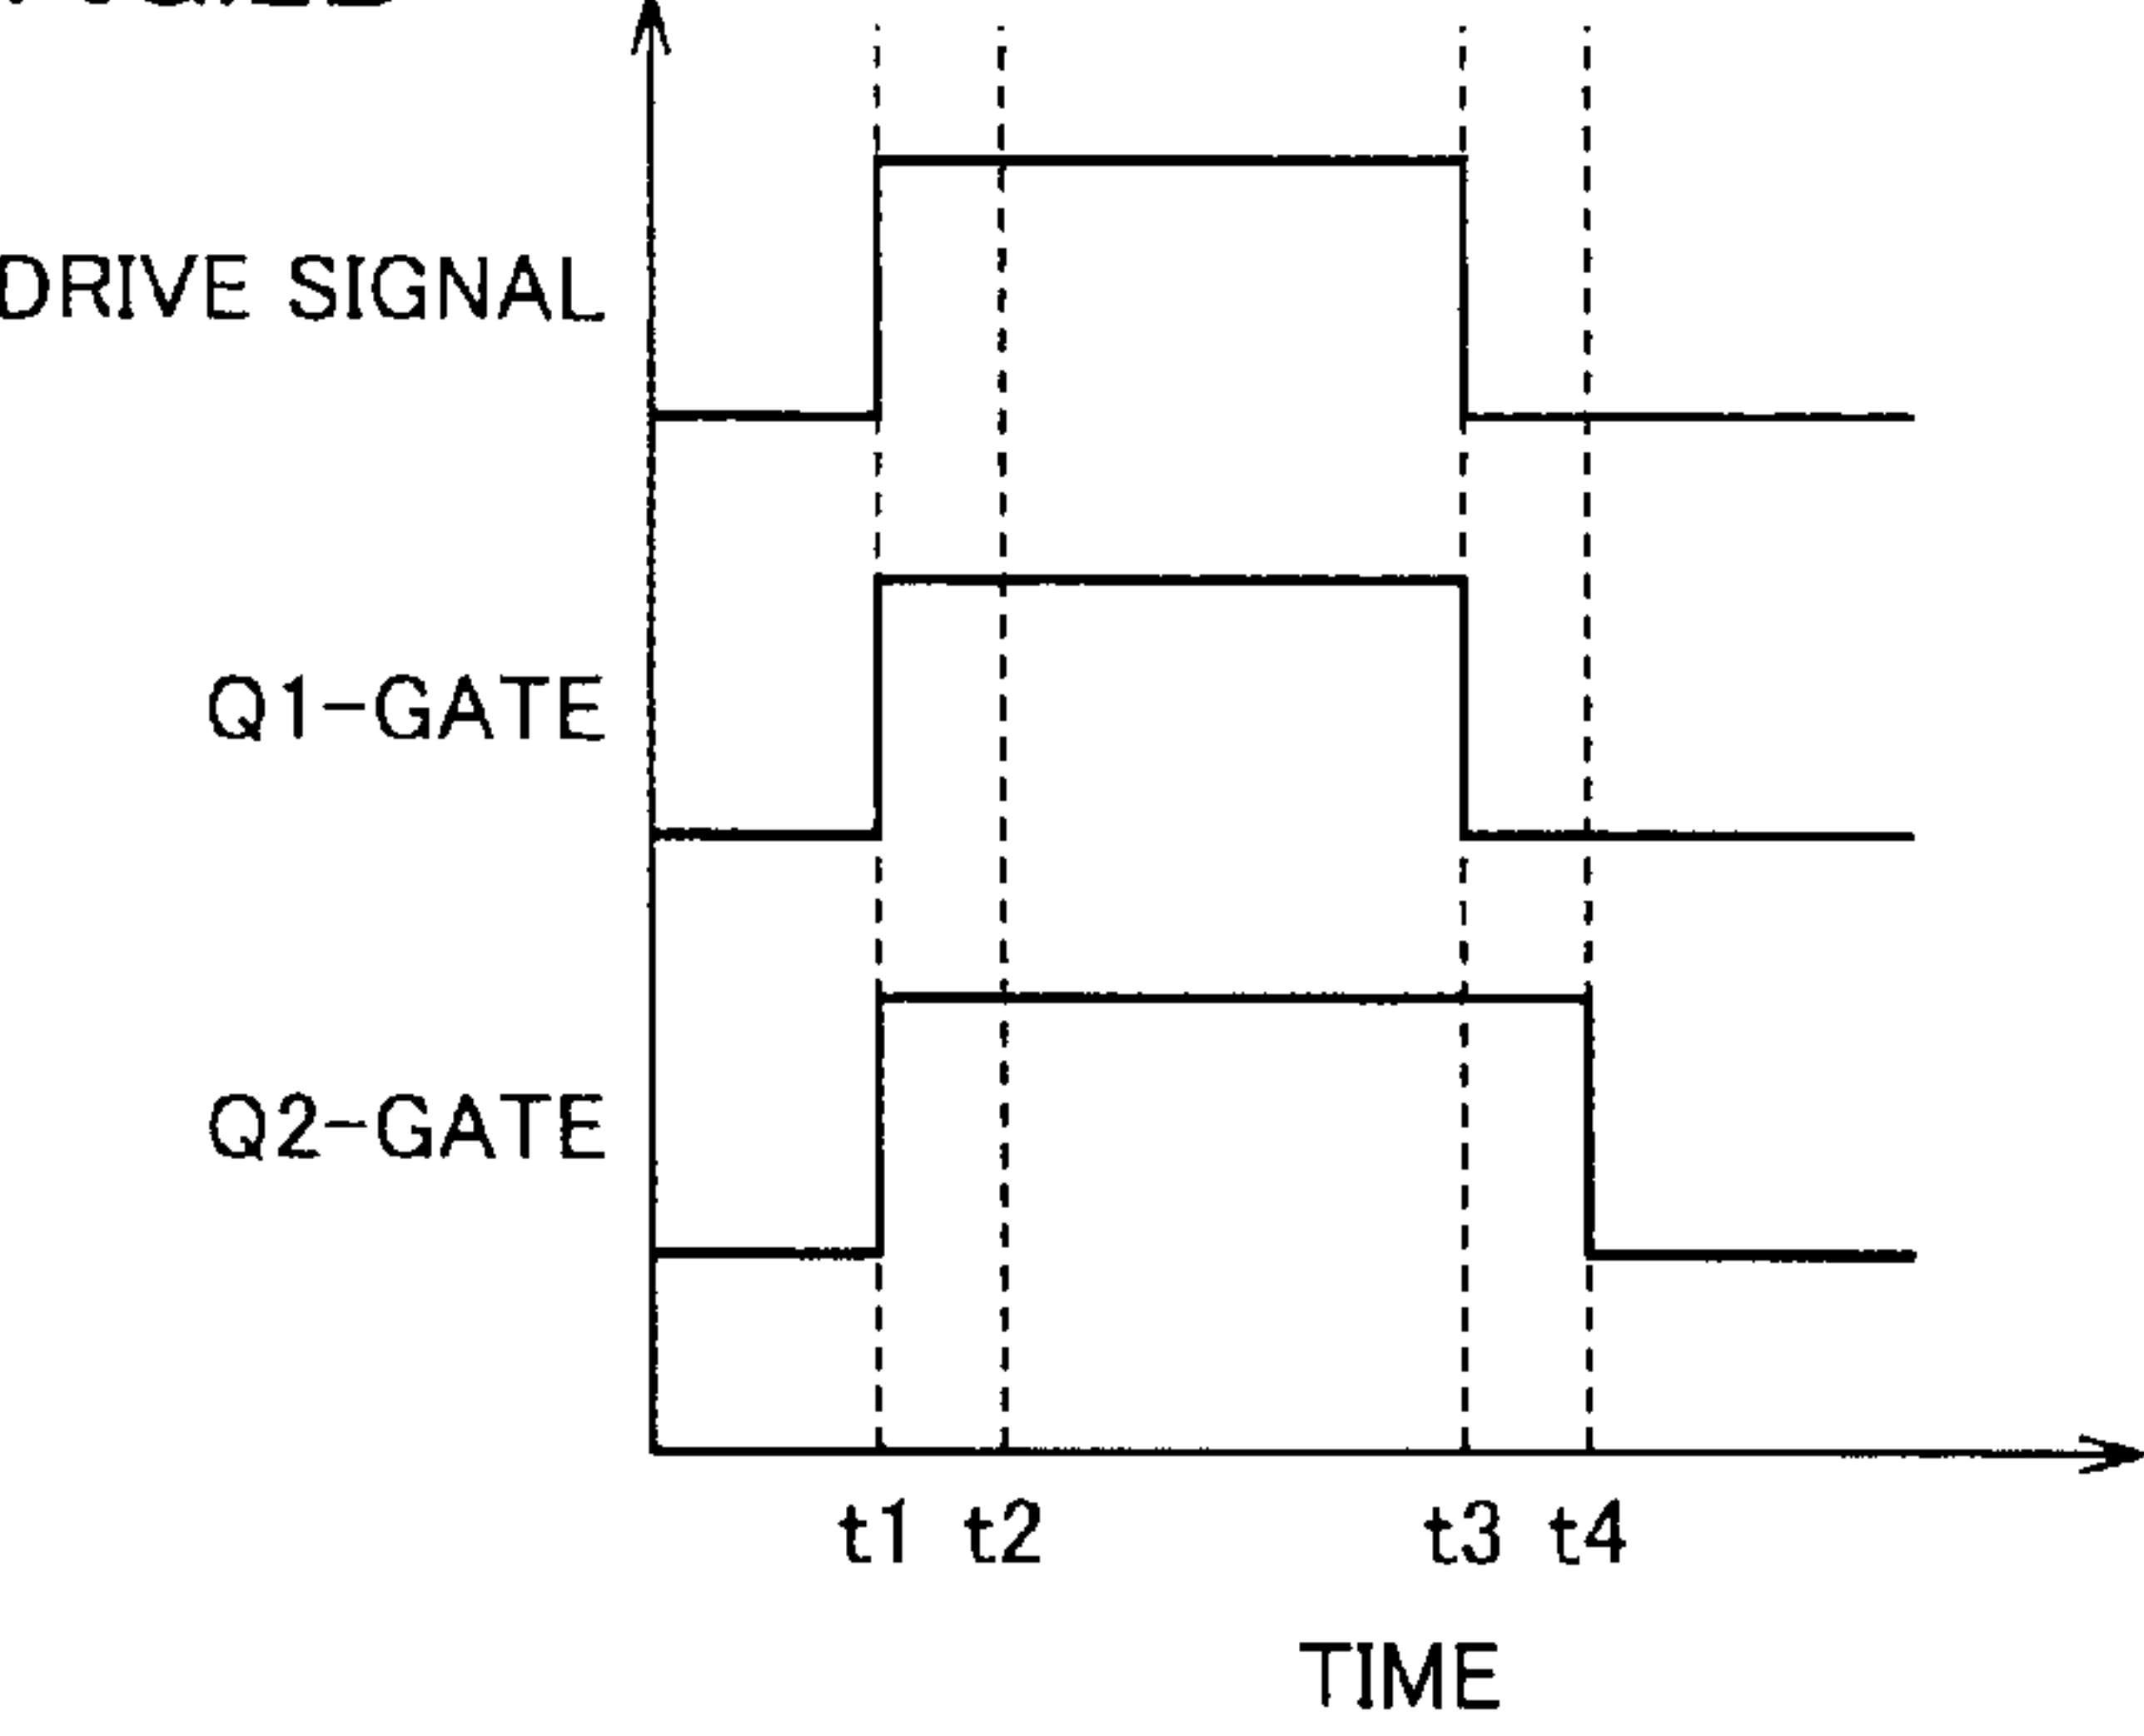 DRIVE SIGNAL
Q1-GATE
Q2-GATE
t1 t2 t3 t4
TIME